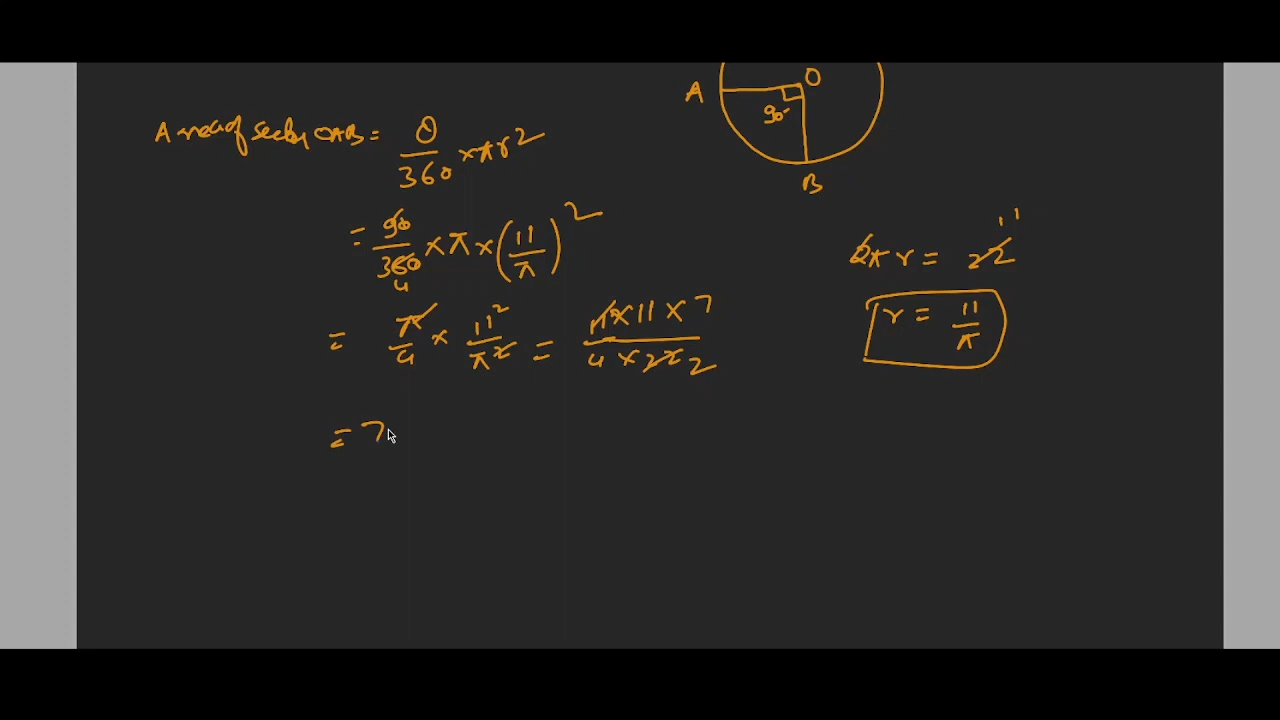 O
A
90°
B
Area of sector OAB = θ/360 × πr²
= 90/360 4 × π × (11/π)²
2πr = 22 11
r = 11/π
= π/4 × 11²/π² = 11×11×7/4×22 2
= 7